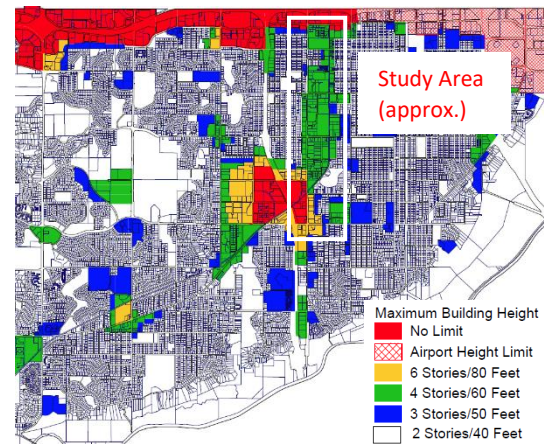 Study Area
(approx.)
Maximum Building Height
No Limit
Airport Height Limit
6 Stories/80 Feet
4 Stories/60 Feet
3 Stories/50 Feet
2 Stories/40 Feet